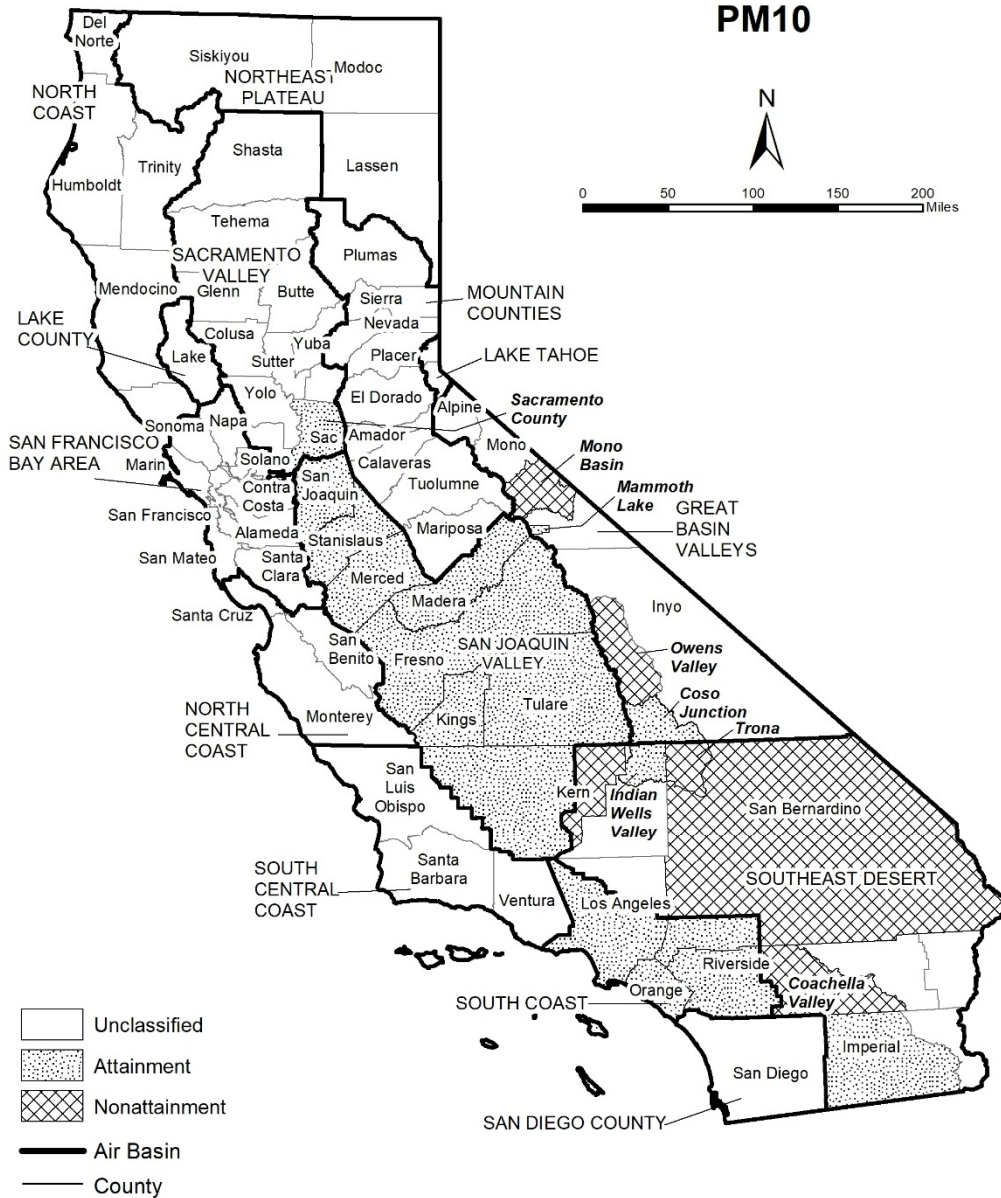 PM10
N
0 50 100 150 200
Miles
Del
Norte
Siskiyou
Modoc
NORTHEAST
PLATEAU
NORTH
COAST
Shasta
Trinity
Lassen
Humboldt
Tehema
Plumas
SACRAMENTO
VALLEY
Mendocino
Glenn
Butte
Sierra
MOUNTAIN
COUNTIES
Nevada
LAKE
COUNTY
Colusa
Yuba
Lake
Sutter
Placer
LAKE TAHOE
Yolo
El Dorado
Alpine
Sacramento
County
Sonoma
Napa
Sac
Amador
Mono
SAN FRANCISCO
BAY AREA
Marin
Solano
Calaveras
Mono
Basin
Contra
Costa
San
Joaquin
Tuolumne
Mammoth
Lake
GREAT
BASIN
VALLEYS
San Francisco
Alameda
Stanislaus
Mariposa
San Mateo
Santa
Clara
Merced
Madera
Inyo
Santa Cruz
San
Benito
Fresno
SAN JOAQUIN
VALLEY
Owens
Valley
Coso
Junction
Tulare
Kings
Trona
NORTH
CENTRAL
COAST
Monterey
San
Luis
Obispo
Kern
Indian
Wells
Valley
San Bernardino
SOUTH
CENTRAL
COAST
Santa
Barbara
Ventura
Los Angeles
SOUTHEAST DESERT
Riverside
Orange
Coachella
Valley
SOUTH COAST
Imperial
San Diego
SAN DIEGO COUNTY
Unclassified
Attainment
Nonattainment
Air Basin
County